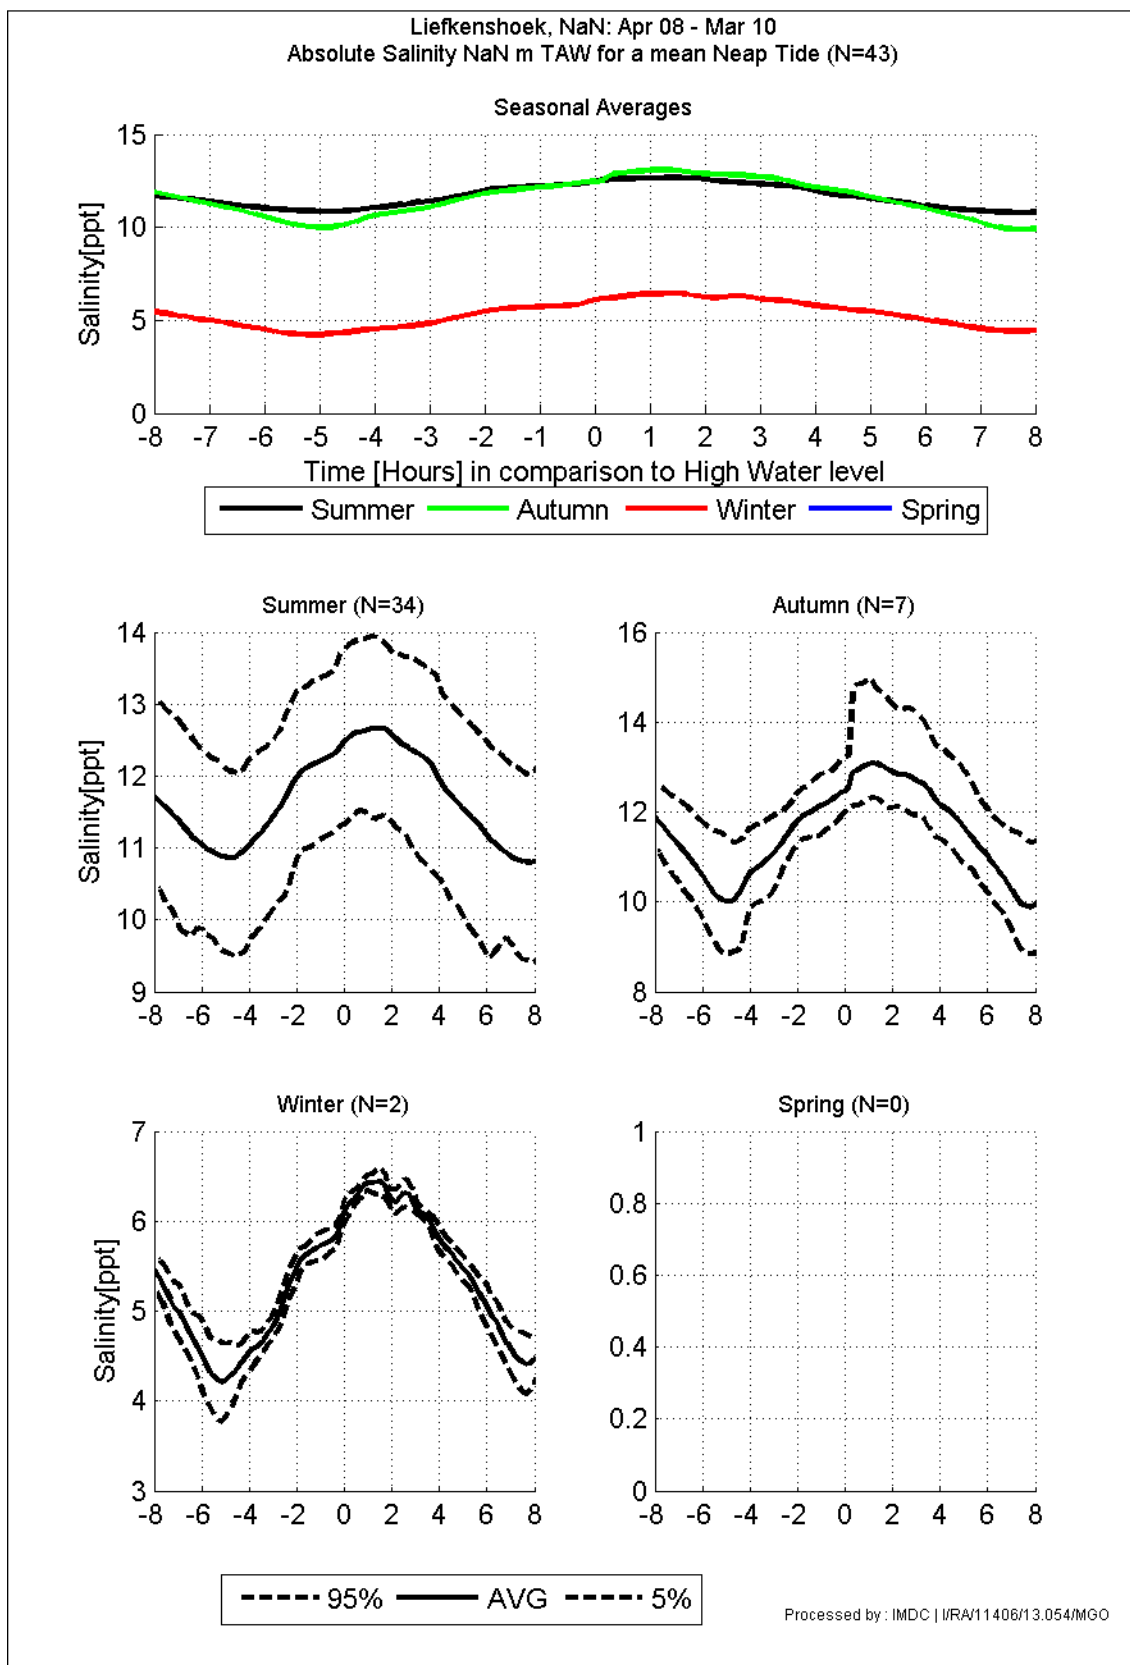 Liefkenshoek, NaN: Apr 08 - Mar 10
Absolute Salinity NaN m TAW for a mean Neap Tide (N=43)
Seasonal Averages
15
10
5
0
Salinity[ppt]
-8 -7 -6 -5 -4 -3 -2 -1 0 1 2 3 4 5 6 7 8
Time [Hours] in comparison to High Water level
Summer Autumn Winter Spring
Summer (N=34)
14
13
12
11
10
9
Salinity[ppt]
-8 -6 -4 -2 0 2 4 6 8
Autumn (N=7)
16
14
12
10
8
-8 -6 -4 -2 0 2 4 6 8
Winter (N=2)
7
6
5
4
3
Salinity[ppt]
-8 -6 -4 -2 0 2 4 6 8
Spring (N=0)
1
0.8
0.6
0.4
0.2
0
-8 -6 -4 -2 0 2 4 6 8
95% AVG 5%
Processed by : IMDC | I/RA/11406/13.054/MGO